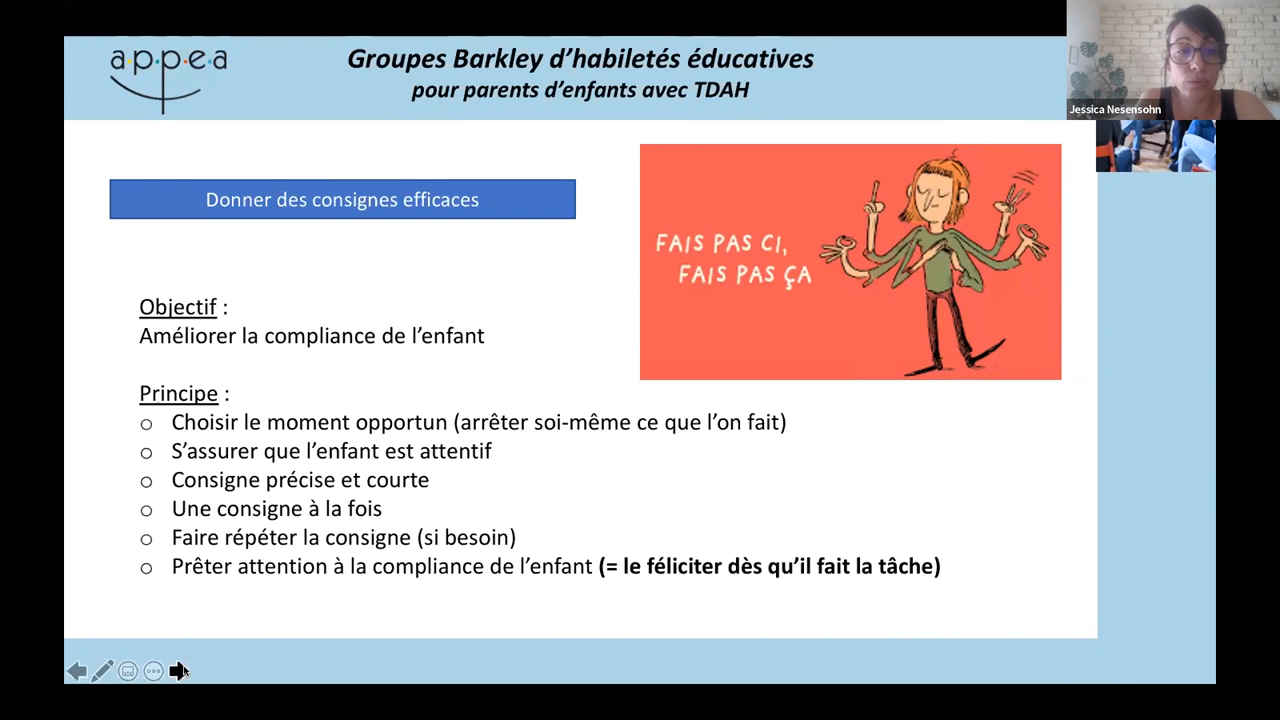 appea
Groupes Barkley d’habiletés éducatives
pour parents d’enfants avec TDAH
Jessica Nesensohn
Donner des consignes efficaces
FAIS PAS CI,
FAIS PAS ÇA
Objectif :
Améliorer la compliance de l’enfant
Principe :
o Choisir le moment opportun (arrêter soi-même ce que l’on fait)
o S’assurer que l’enfant est attentif
o Consigne précise et courte
o Une consigne à la fois
o Faire répéter la consigne (si besoin)
o Prêter attention à la compliance de l’enfant (= le féliciter dès qu’il fait la tâche)